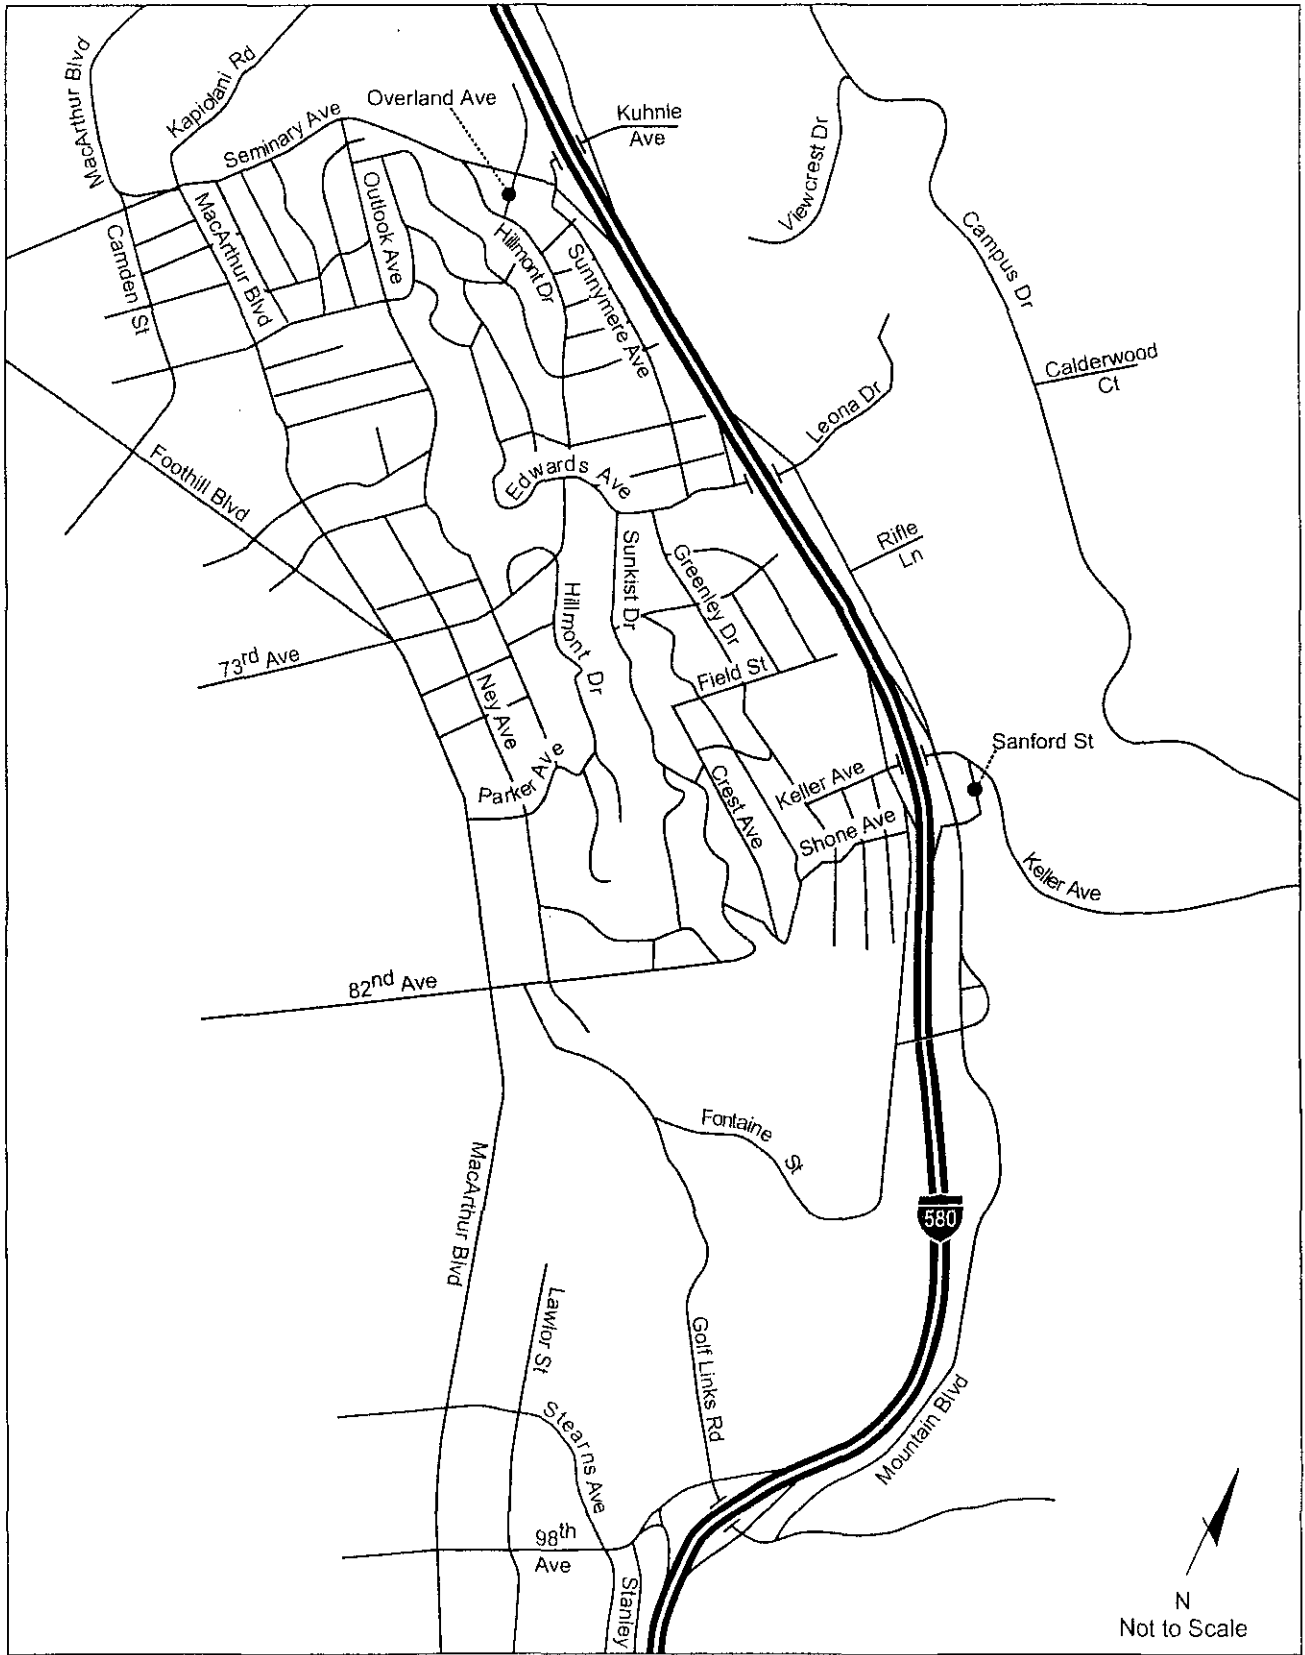 MacArthur Blvd
Kapiolani Rd
Seminary Ave
Overland Ave
Kuhnie
Ave
Viewcrest Dr
Campus Dr
Camden St
MacArthur Blvd
Outlook Ave
Hillmont Dr
Sunnymere Ave
Calderwood
Ct
Leona Dr
Foothill Blvd
Edwards Ave
Rifle
Ln
Sunkist Dr
Greenley Dr
Hillmont Dr
73rd Ave
Field St
Ney Ave
Sanford St
Parker Ave
Crest Ave
Keller Ave
Shone Ave
Keller Ave
82nd Ave
Fontaine St
MacArthur Blvd
580
Lawlor St
Golf Links Rd
Stearns Ave
Mountain Blvd
98th
Ave
Stanley
N
Not to Scale